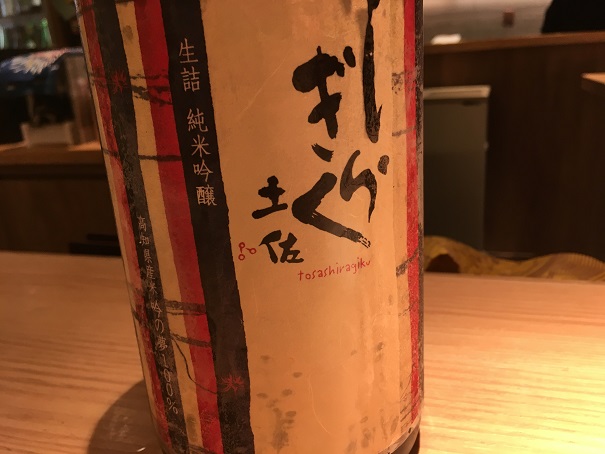 しら
ぎく
土佐
tosashiragiku
生詰 純米吟醸
高知県産米 吟の夢100%